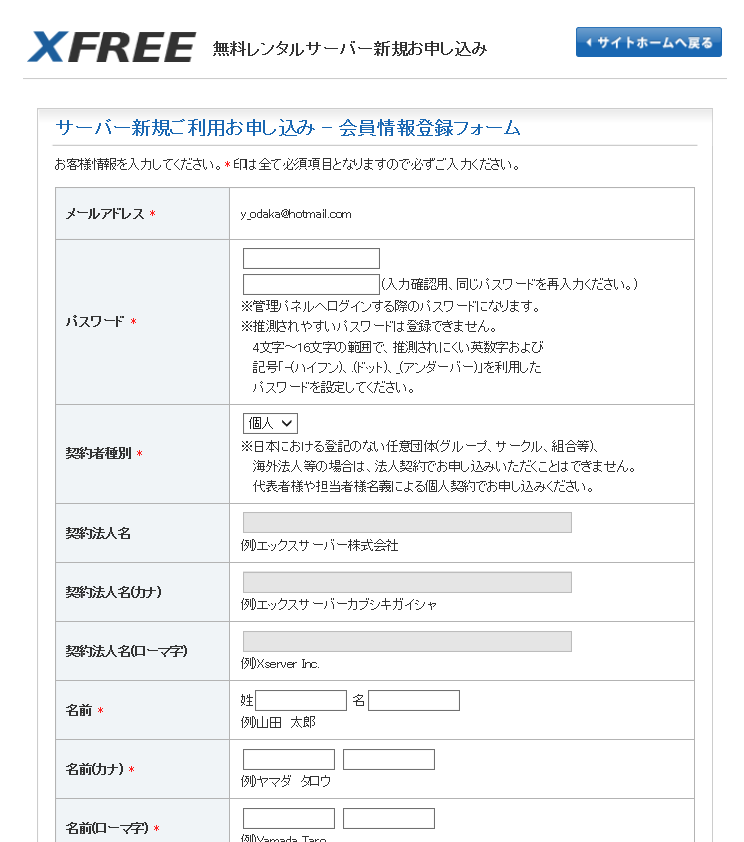 XFREE 無料レンタルサーバー新規お申し込み
サイトホームへ戻る
サーバー新規ご利用お申し込み - 会員情報登録フォーム
お客様情報を入力してください。*印は全て必須項目となりますので必ずご入力ください。
メールアドレス *
y_odaka@hotmail.com
パスワード *
(入力確認用、同じパスワードを再入力ください。)
※管理パネルへログインする際のパスワードになります。
※推測されやすいパスワードは登録できません。
4文字～16文字の範囲で、推測されにくい英数字および
記号「-(ハイフン)、.(ドット)、_(アンダーバー)」を利用した
パスワードを設定してください。
契約者種別 *
個人
※日本における登記のない任意団体(グループ、サークル、組合等)、
海外法人等の場合は、法人契約でお申し込みいただくことはできません。
代表者様や担当者様名義による個人契約でお申し込みください。
契約法人名
例)エックスサーバー株式会社
契約法人名(カナ)
例)エックスサーバーカブシキガイシャ
契約法人名(ローマ字)
例)Xserver Inc.
名前 *
姓 名
例)山田 太郎
名前(カナ) *
例)ヤマダ タロウ
名前(ローマ字) *
例)Yamada Taro